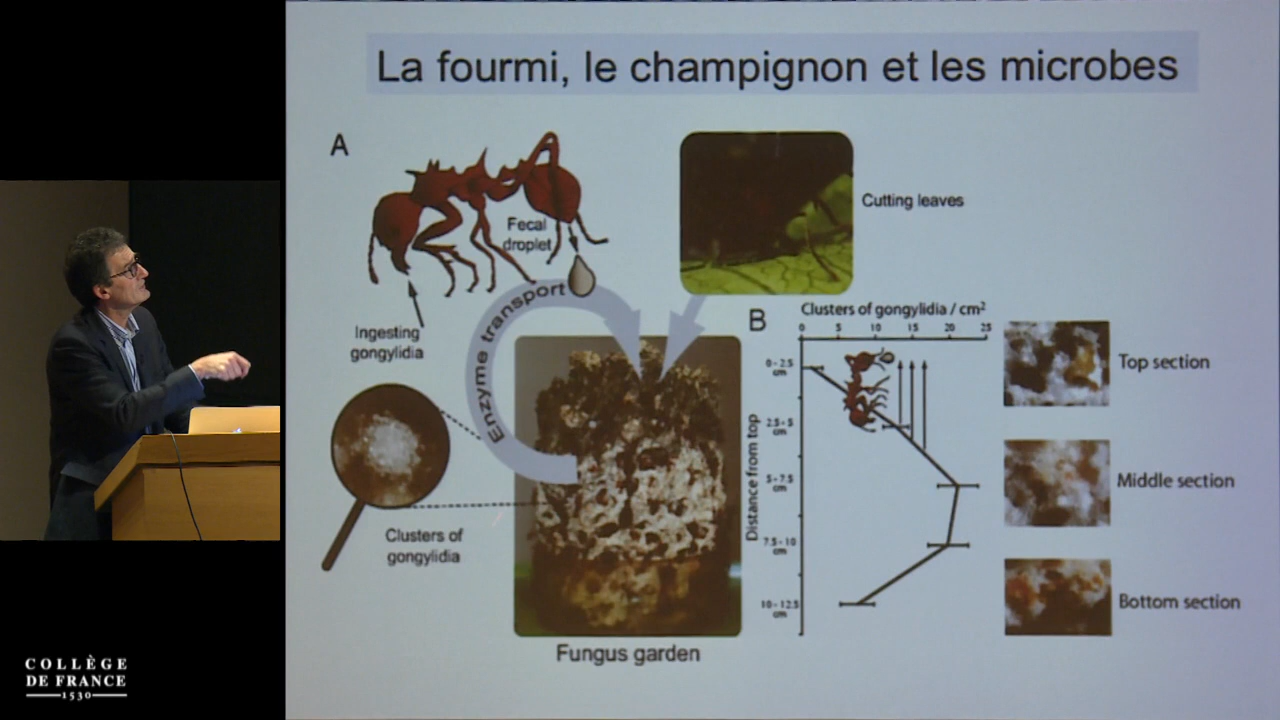 La fourmi, le champignon et les microbes
A
Fecal
droplet
Cutting leaves
Ingesting
gongylidia
Enzyme transport
Clusters of
gongylidia
Fungus garden
B
Clusters of gongylidia / cm²
0 5 10 15 20 25
Distance from top
0 - 2.5
cm
2.5 - 5
cm
5 - 7.5
cm
7.5 - 10
cm
10 - 12.5
cm
Top section
Middle section
Bottom section
COLLÈGE
DE FRANCE
1530